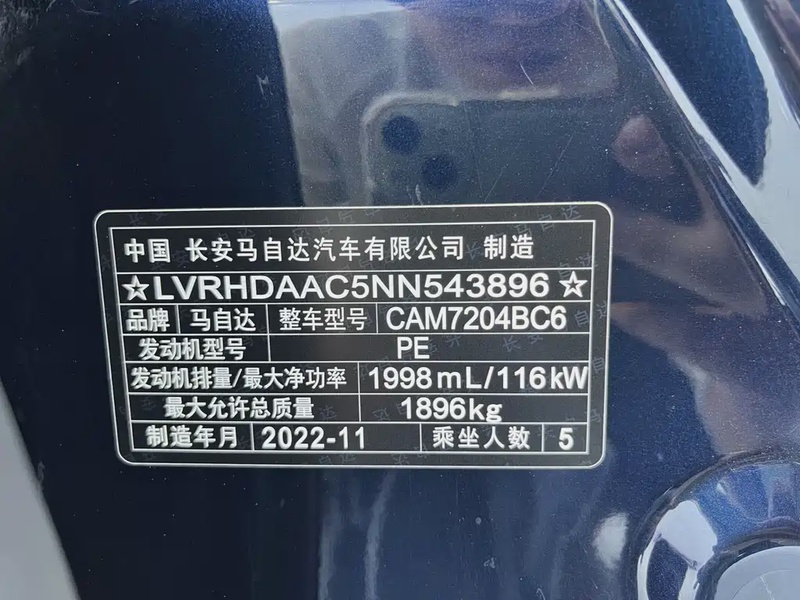 中国 长安马自达汽车有限公司 制造
☆LVRHDAAC5NN543896☆
品牌 马自达 整车型号 CAM7204BC6
发动机型号 PE
发动机排量/最大净功率 1998mL/116kW
最大允许总质量 1896kg
制造年月 2022-11 乘坐人数 5